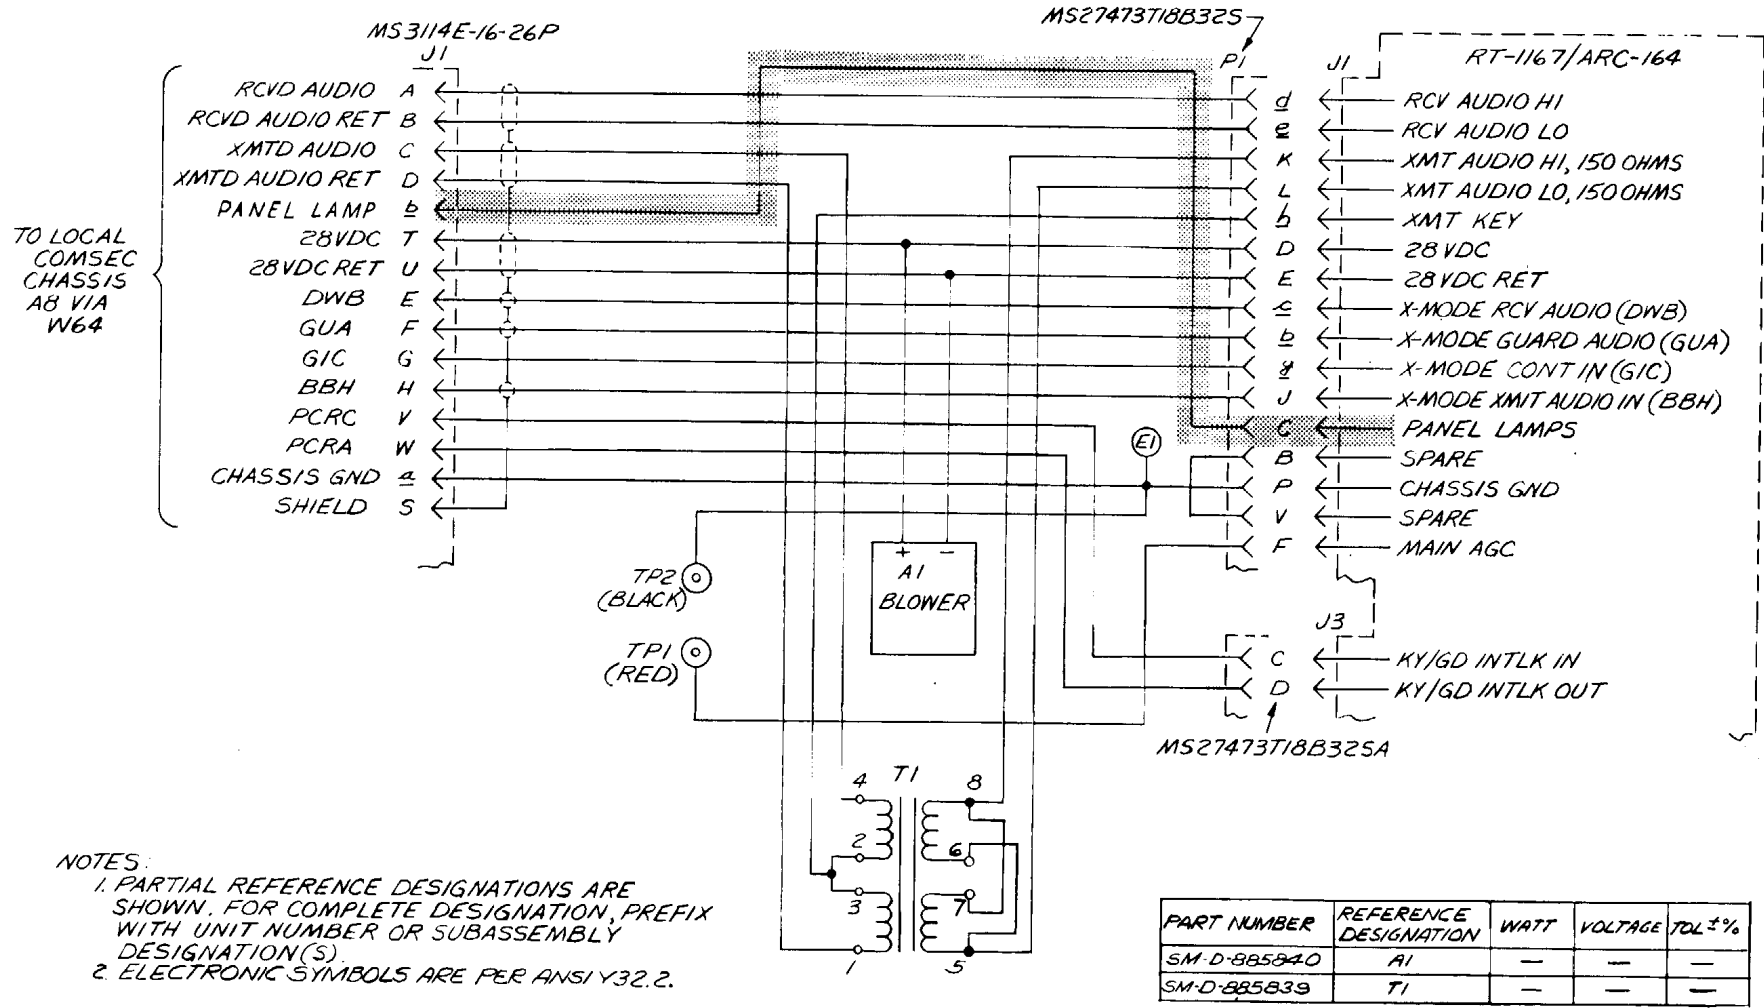 MS3114E-16-26P
J1
MS27473T18B32S
P1
J1
RT-1167/ARC-164
TO LOCAL
COMSEC
CHASSIS
A8 VIA
W64
RCVD AUDIO A
RCVD AUDIO RET B
XMTD AUDIO C
XMTD AUDIO RET D
PANEL LAMP b
28VDC T
28VDC RET U
DWB E
GUA F
GIC G
BBH H
PCRC V
PCRA W
CHASSIS GND a
SHIELD S
d RCV AUDIO HI
e RCV AUDIO LO
K XMT AUDIO HI, 150 OHMS
L XMT AUDIO LO, 150 OHMS
h XMT KEY
D 28 VDC
E 28 VDC RET
c X-MODE RCV AUDIO (DWB)
b X-MODE GUARD AUDIO (GUA)
g X-MODE CONT IN (GIC)
J X-MODE XMIT AUDIO IN (BBH)
C PANEL LAMPS
B SPARE
P CHASSIS GND
V SPARE
F MAIN AGC
E1
TP2
(BLACK)
TP1
(RED)
+ -
A1
BLOWER
J3
C KY/GD INTLK IN
D KY/GD INTLK OUT
MS27473T18B32SA
T1
4 8
2 6
3 7
1 5
NOTES:
1. PARTIAL REFERENCE DESIGNATIONS ARE
SHOWN. FOR COMPLETE DESIGNATION, PREFIX
WITH UNIT NUMBER OR SUBASSEMBLY
DESIGNATION(S).
2. ELECTRONIC SYMBOLS ARE PER ANSI Y32.2.
PART NUMBER REFERENCE DESIGNATION WATT VOLTAGE TOL ±%
SM-D-885840 A1 — — —
SM-D-885839 T1 — — —